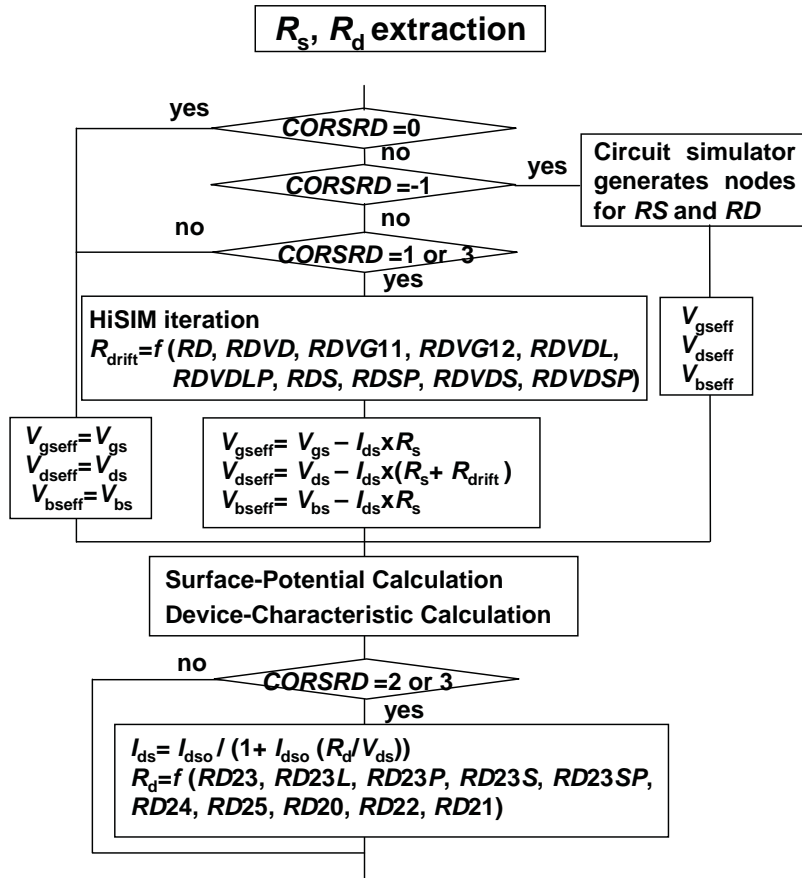 Rs, Rd extraction
yes
CORSRD =0
no
yes
CORSRD =-1
Circuit simulator
generates nodes
for RS and RD
no
no
CORSRD =1 or 3
yes
HiSIM iteration
Rdrift=f (RD, RDVD, RDVG11, RDVG12, RDVDL,
RDVDLP, RDS, RDSP, RDVDS, RDVDSP)
Vgseff
Vdseff
Vbseff
Vgseff= Vgs
Vdseff= Vds
Vbseff= Vbs
Vgseff= Vgs – IdsxRs
Vdseff= Vds – Idsx(Rs+ Rdrift )
Vbseff= Vbs – IdsxRs
Surface-Potential Calculation
Device-Characteristic Calculation
no
CORSRD =2 or 3
yes
Ids= Idso / (1+ Idso (Rd/Vds))
Rd=f (RD23, RD23L, RD23P, RD23S, RD23SP,
RD24, RD25, RD20, RD22, RD21)